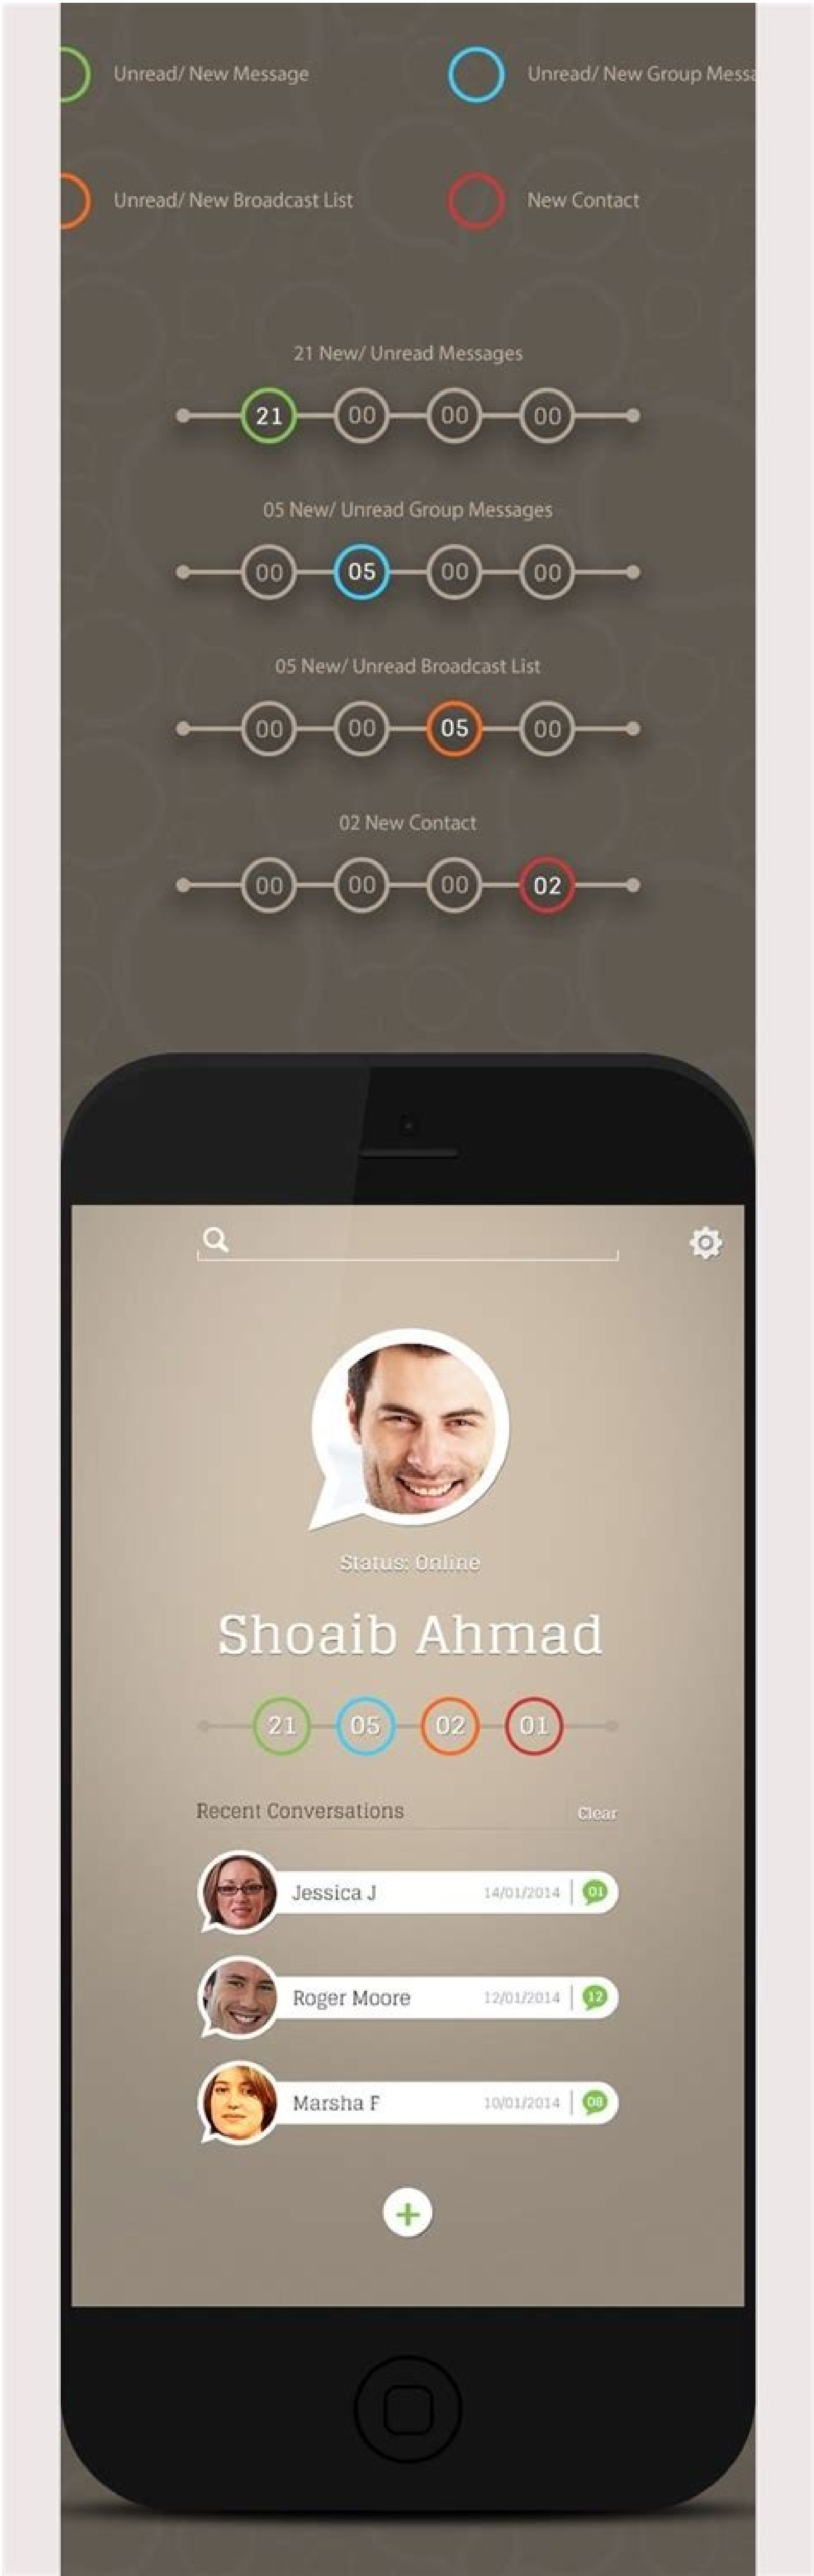 Unread/ New Message
Unread/ New Group Messa
Unread/ New Broadcast List
New Contact
21 New/ Unread Messages
21 00 00 00
05 New/ Unread Group Messages
00 05 00 00
05 New/ Unread Broadcast List
00 00 05 00
02 New Contact
00 00 00 02
Status: Online
Shoaib Ahmad
21 05 02 01
Recent Conversations Clear
Jessica J 14/01/2014 01
Roger Moore 12/01/2014 12
Marsha F 10/01/2014 08